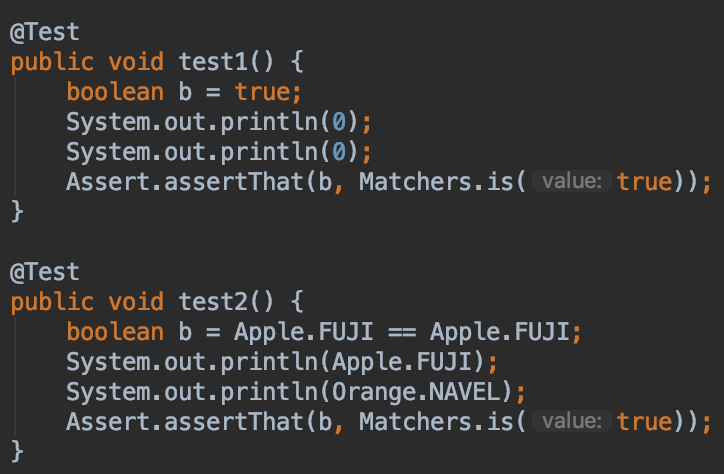 @Test
public void test1() {
    boolean b = true;
    System.out.println(0);
    System.out.println(0);
    Assert.assertThat(b, Matchers.is( value: true));
}
@Test
public void test2() {
    boolean b = Apple.FUJI == Apple.FUJI;
    System.out.println(Apple.FUJI);
    System.out.println(Orange.NAVEL);
    Assert.assertThat(b, Matchers.is( value: true));
}